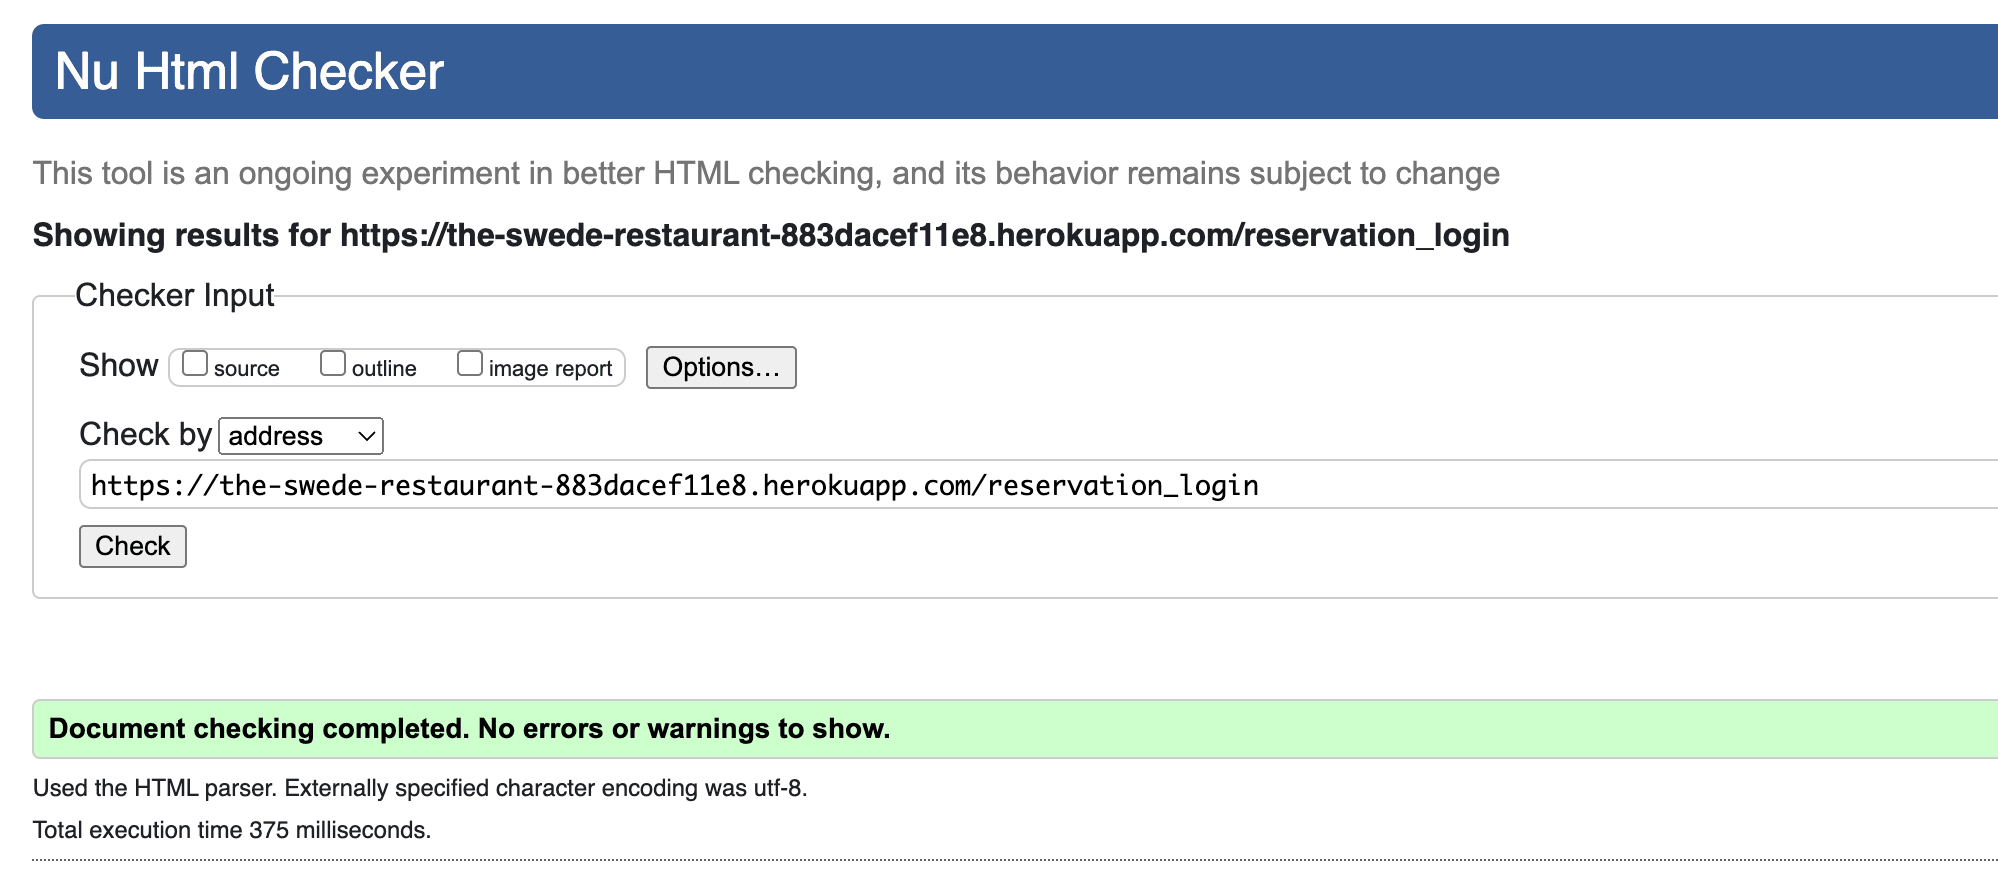 Nu Html Checker
This tool is an ongoing experiment in better HTML checking, and its behavior remains subject to change
Showing results for https://the-swede-restaurant-883dacef11e8.herokuapp.com/reservation_login
Checker Input
Show source outline image report Options...
Check by address
https://the-swede-restaurant-883dacef11e8.herokuapp.com/reservation_login
Check
Document checking completed. No errors or warnings to show.
Used the HTML parser. Externally specified character encoding was utf-8.
Total execution time 375 milliseconds.